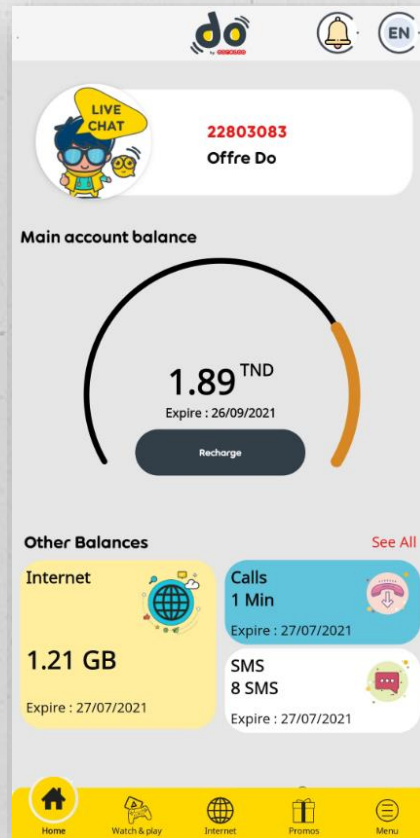 do
by ooredoo
EN
LIVE
CHAT
22803083
Offre Do
Main account balance
1.89 TND
Expire : 26/09/2021
Recharge
Other Balances
See All
Internet
1.21 GB
Expire : 27/07/2021
Calls
1 Min
Expire : 27/07/2021
SMS
8 SMS
Expire : 27/07/2021
Home
Watch & play
Internet
Promos
Menu